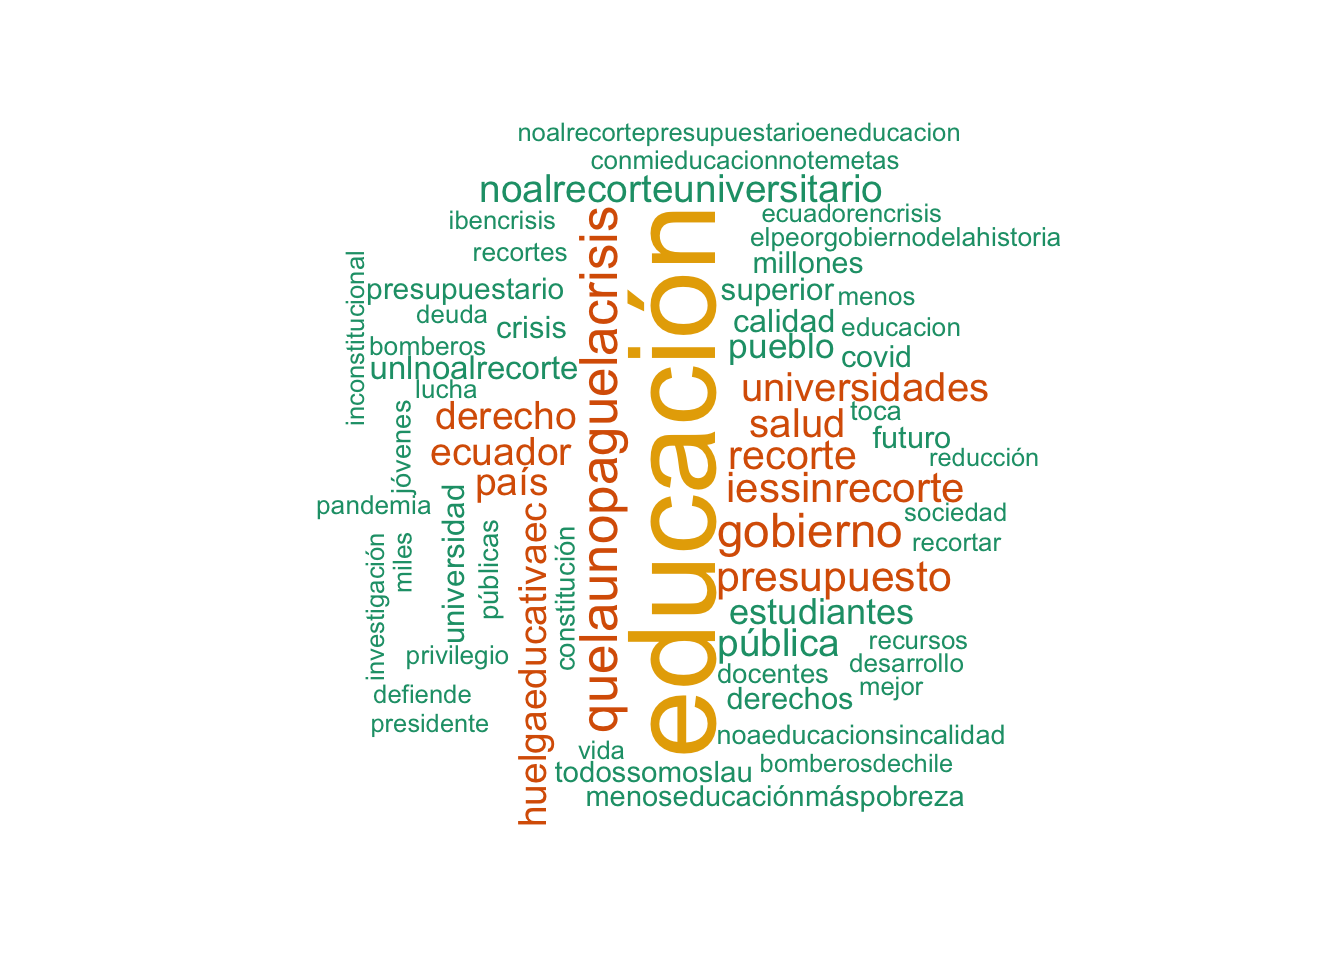 noalrecortepresupuestarioeneducacion
conmieducacionnotemetas
noalrecorteuniversitario
ibencrisis
recortes
presupuestario
deuda
crisis
bomberos
unlnoalrecorte
lucha
derecho
ecuador
país
inconstitucional
jóvenes
pandemia
investigación
miles
universidad
públicas
privilegio
defiende
presidente
huelgaeducativaec
constitución
quelaunopaguelacrisis
educación
ecuadorencrisis
elpeorgobiernodelahistoria
millones
superior
menos
calidad
educacion
pueblo
covid
universidades
salud
toca
futuro
recorte
reducción
iessinrecorte
sociedad
gobierno
recortar
presupuesto
estudiantes
pública
recursos
docentes
desarrollo
derechos
mejor
noaeducacionsincalidad
vida
todossomoslau
bomberosdechile
menoseducaciónmáspobreza